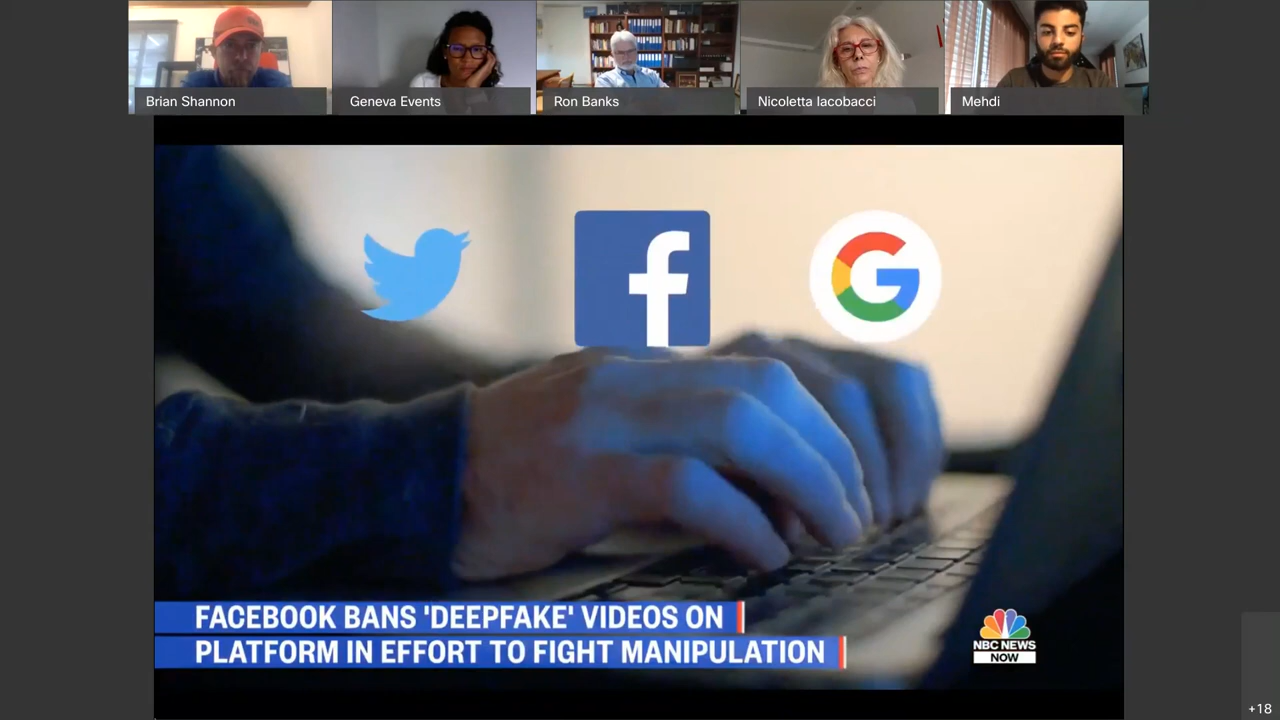 Brian Shannon
Geneva Events
Ron Banks
Nicoletta Iacobacci
Mehdi
FACEBOOK BANS 'DEEPFAKE' VIDEOS ON
PLATFORM IN EFFORT TO FIGHT MANIPULATION
NBC NEWS
NOW
+18